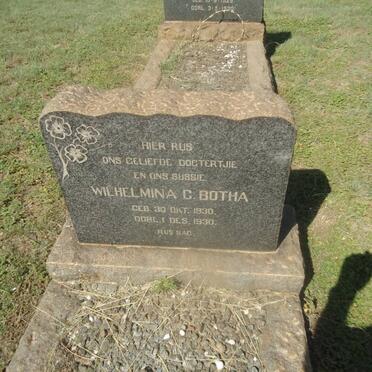 HIER RUS
ONS GELIEFDE DOGTERTJIE
EN ONS SUSSIE
WILHELMINA C. BOTHA
GEB. 30 OKT. 1930.
OORL. 1 DES. 1930.
RUS SAG.